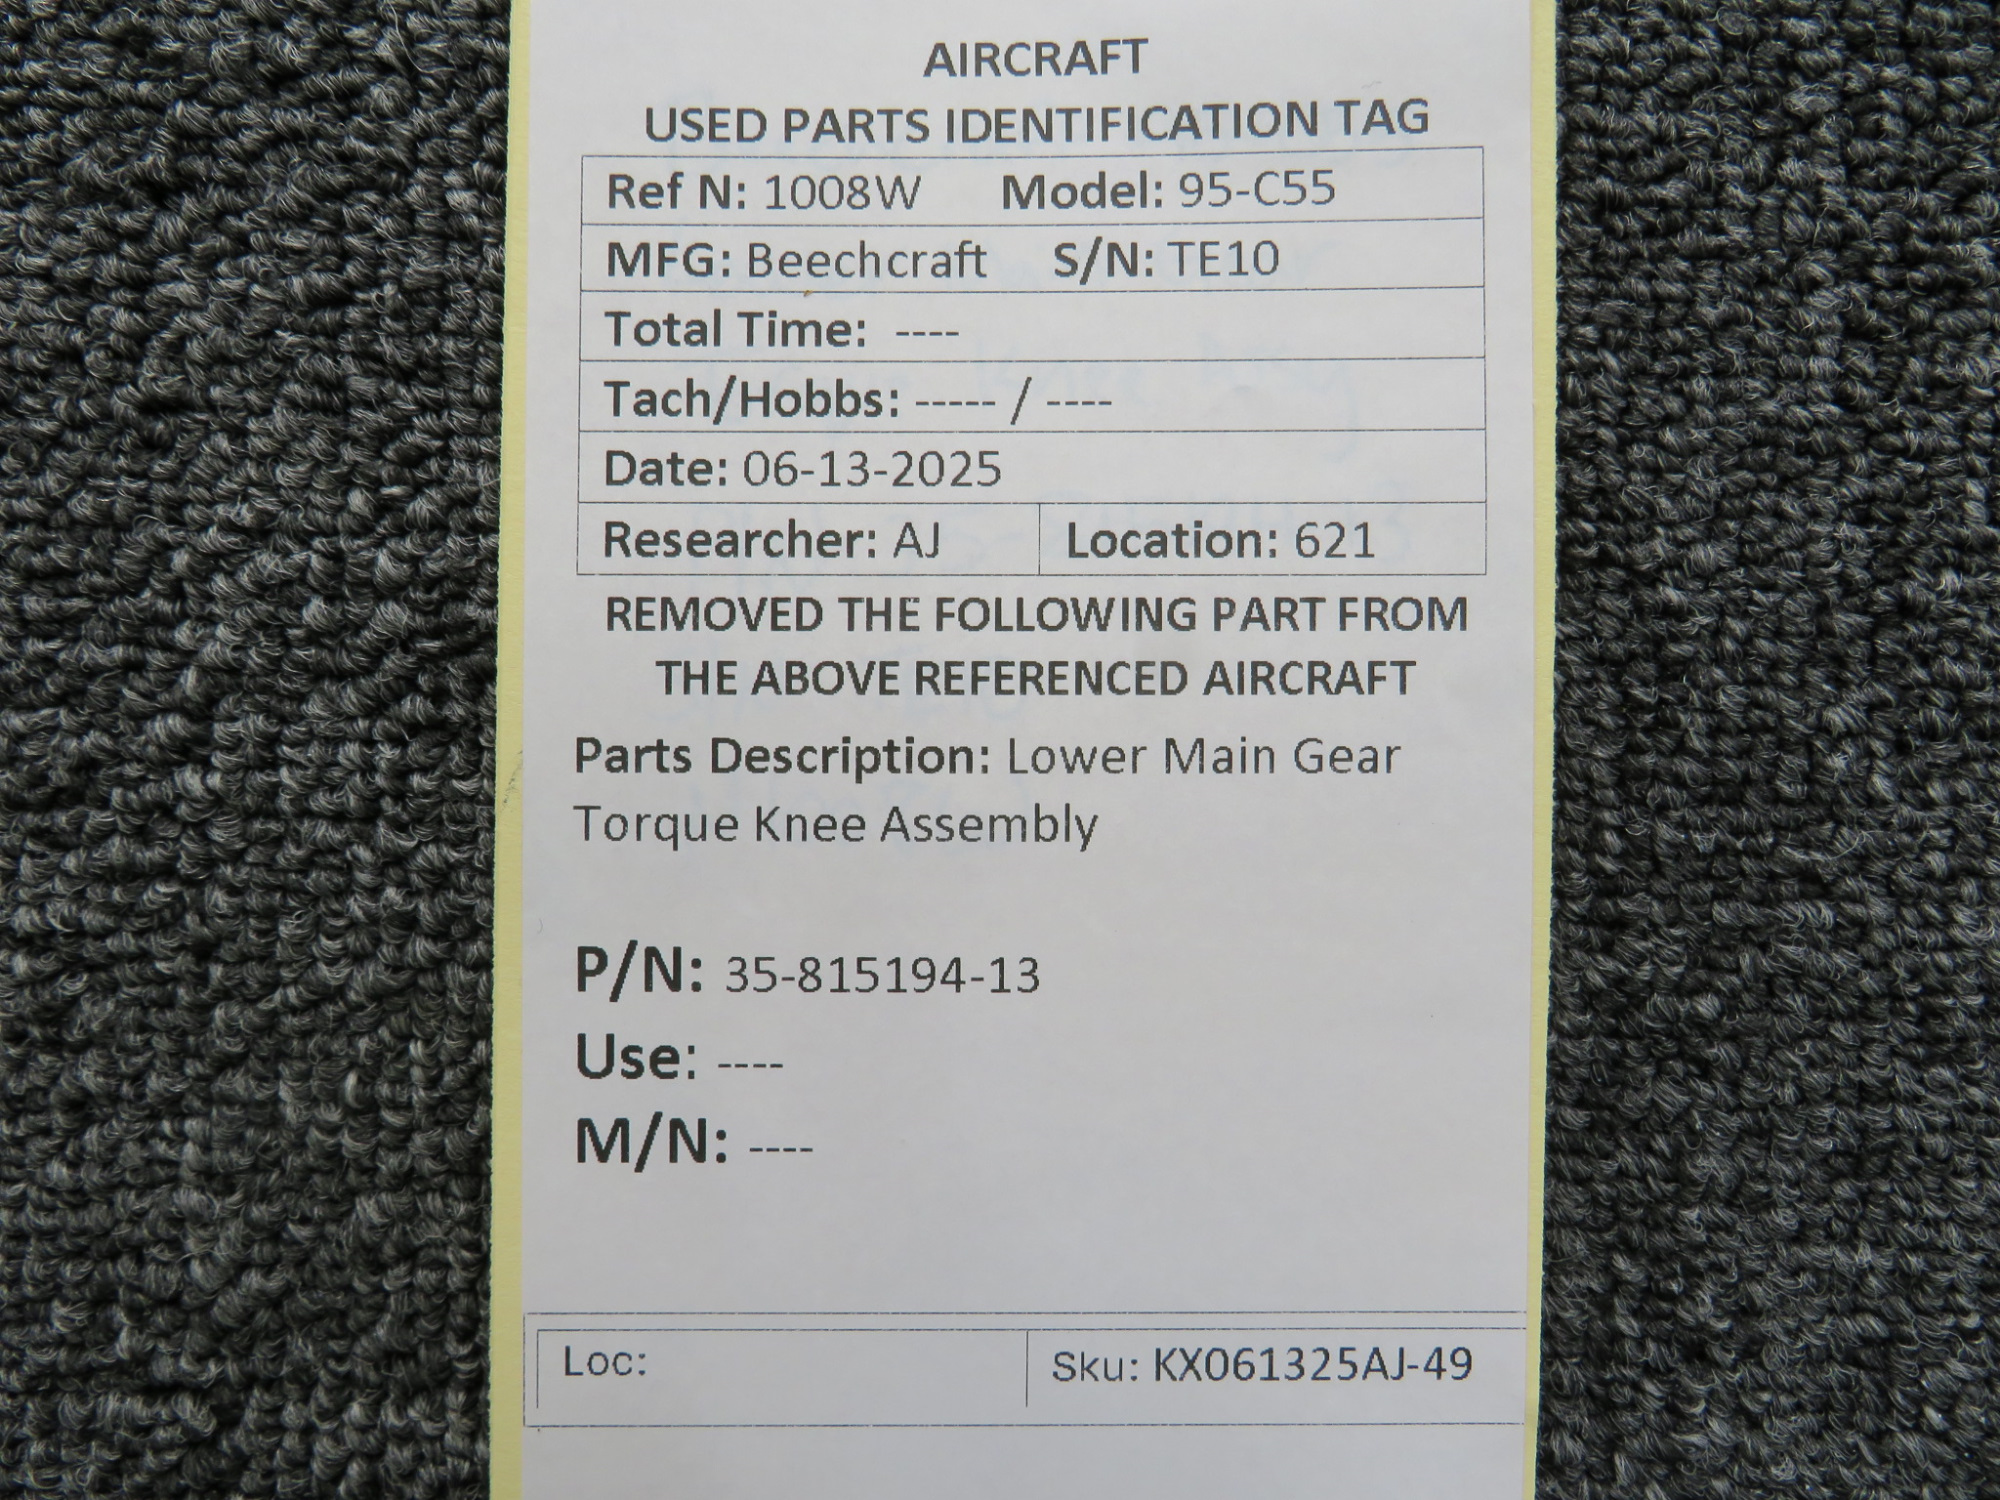 AIRCRAFT
USED PARTS IDENTIFICATION TAG
Ref N: 1008W Model: 95-C55
MFG: Beechcraft S/N: TE10
Total Time: ----
Tach/Hobbs: ----- / ----
Date: 06-13-2025
Researcher: AJ Location: 621
REMOVED THE FOLLOWING PART FROM
THE ABOVE REFERENCED AIRCRAFT
Parts Description: Lower Main Gear
Torque Knee Assembly
P/N: 35-815194-13
Use: ----
M/N: ----
Loc: Sku: KX061325AJ-49